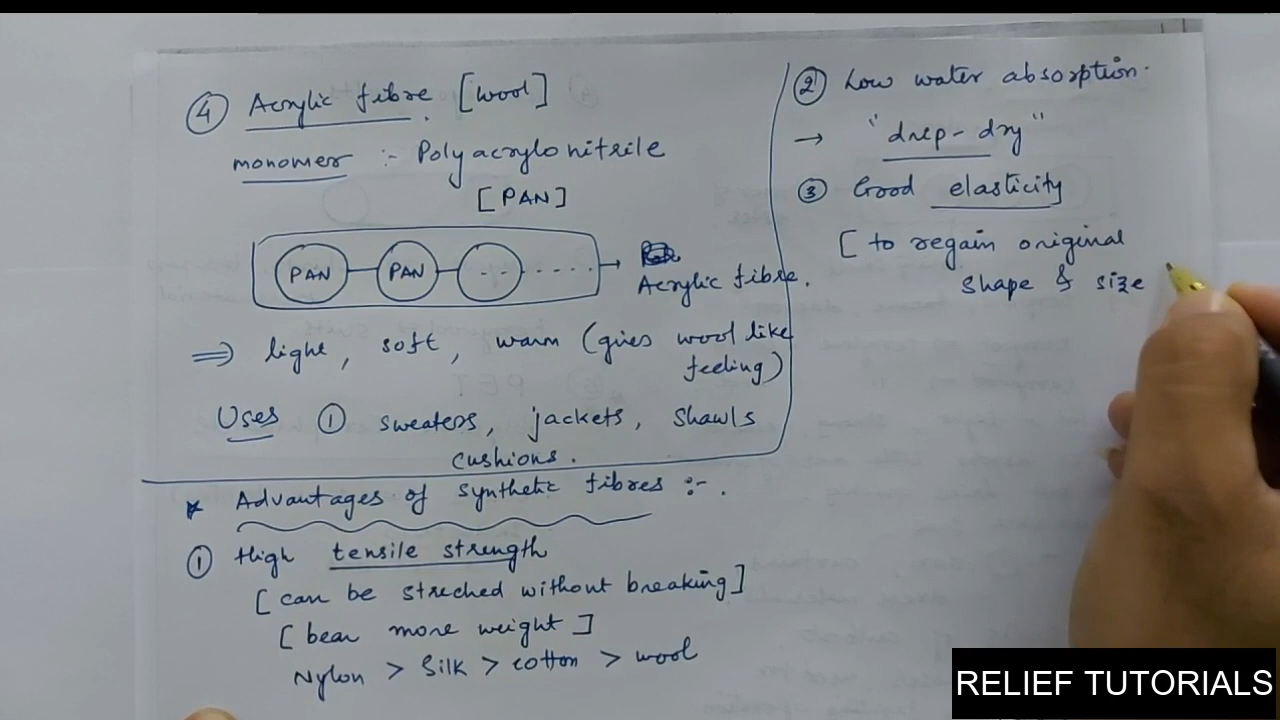 ④ Acrylic fibre. [wool]
monomer :- Polyacrylonitrile
[PAN]
PAN PAN
Acrylic fibre.
⇒ light, soft, warm (gives wool like
feeling)
Uses ① sweaters, jackets, shawls
cushions.
* Advantages of synthetic fibres :-.
① High tensile strength
[can be streched without breaking]
[bear more weight]
Nylon > Silk > cotton > wool
② Low water absorption.
→ "drep-dry"
③ Good elasticity
[to regain original
shape & size
RELIEF TUTORIALS